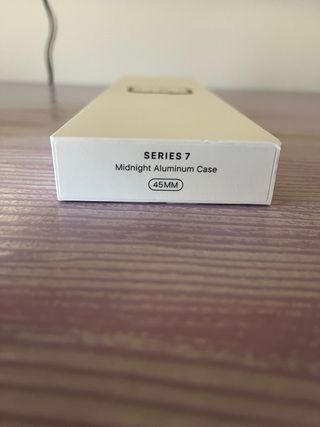 SERIES 7
Midnight Aluminum Case
45MM